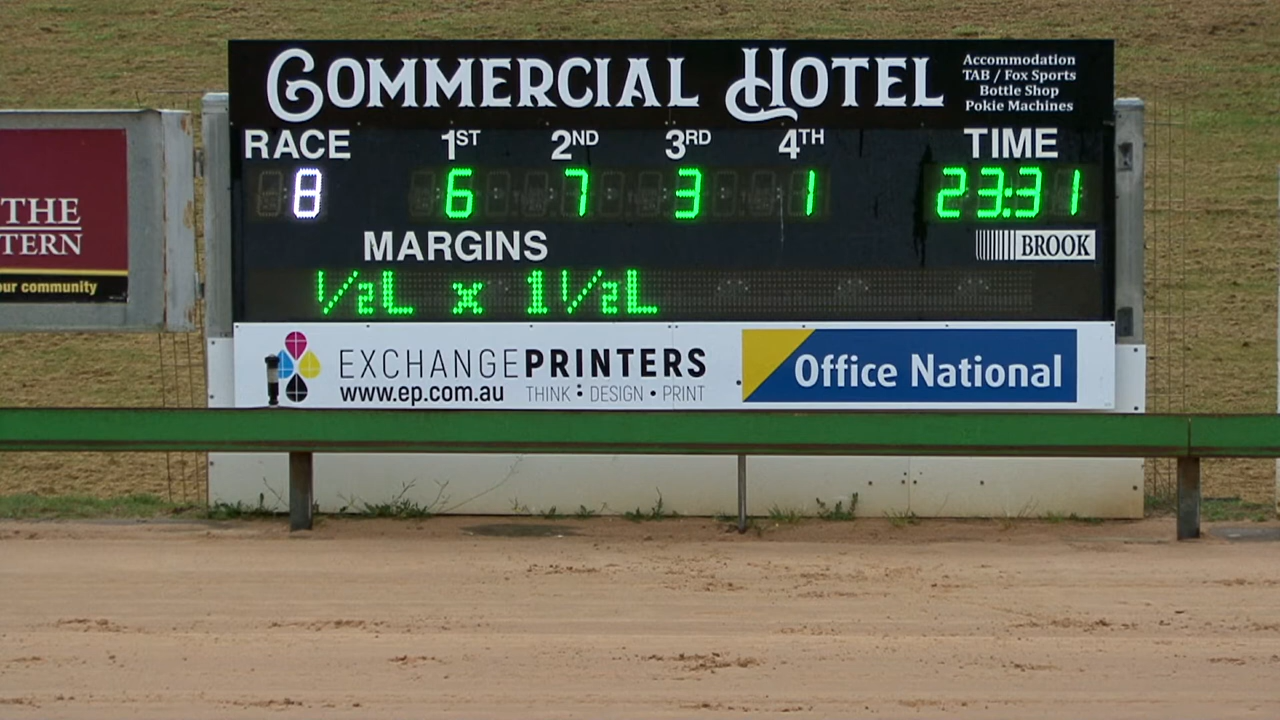 COMMERCIAL HOTEL
Accommodation
TAB / Fox Sports
Bottle Shop
Pokie Machines
RACE 1ST 2ND 3RD 4TH TIME
8 6 7 3 1 23:31
MARGINS
BROOK
½L x 1½L
THE
TERN
our community
EXCHANGEPRINTERS
www.ep.com.au THINK : DESIGN • PRINT
Office National